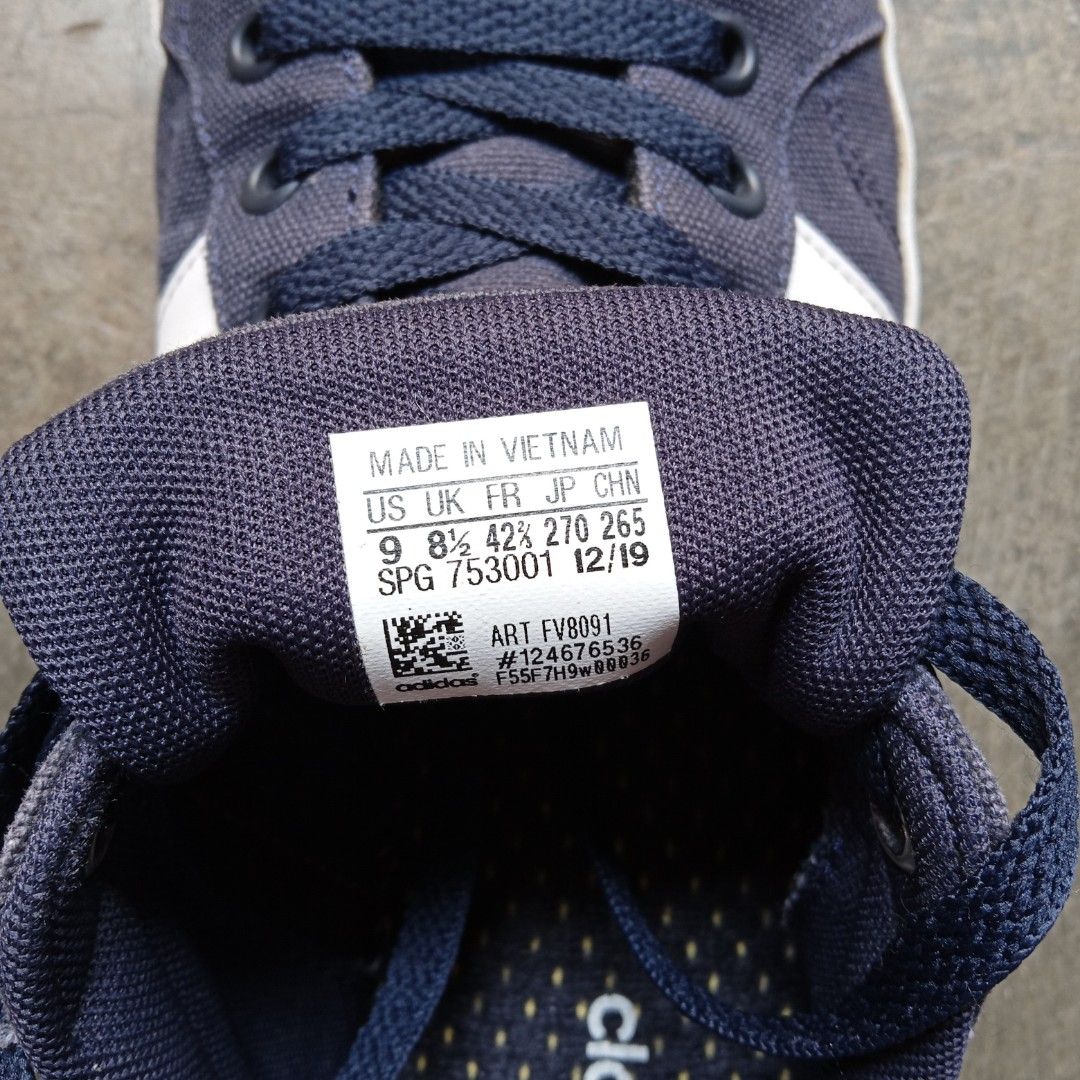 MADE IN VIETNAM
US UK FR JP CHN
9 8½ 42⅔ 270 265
SPG 753001 12/19
ART FV8091
#124676536
F55F7H9w00036
adidas
clo